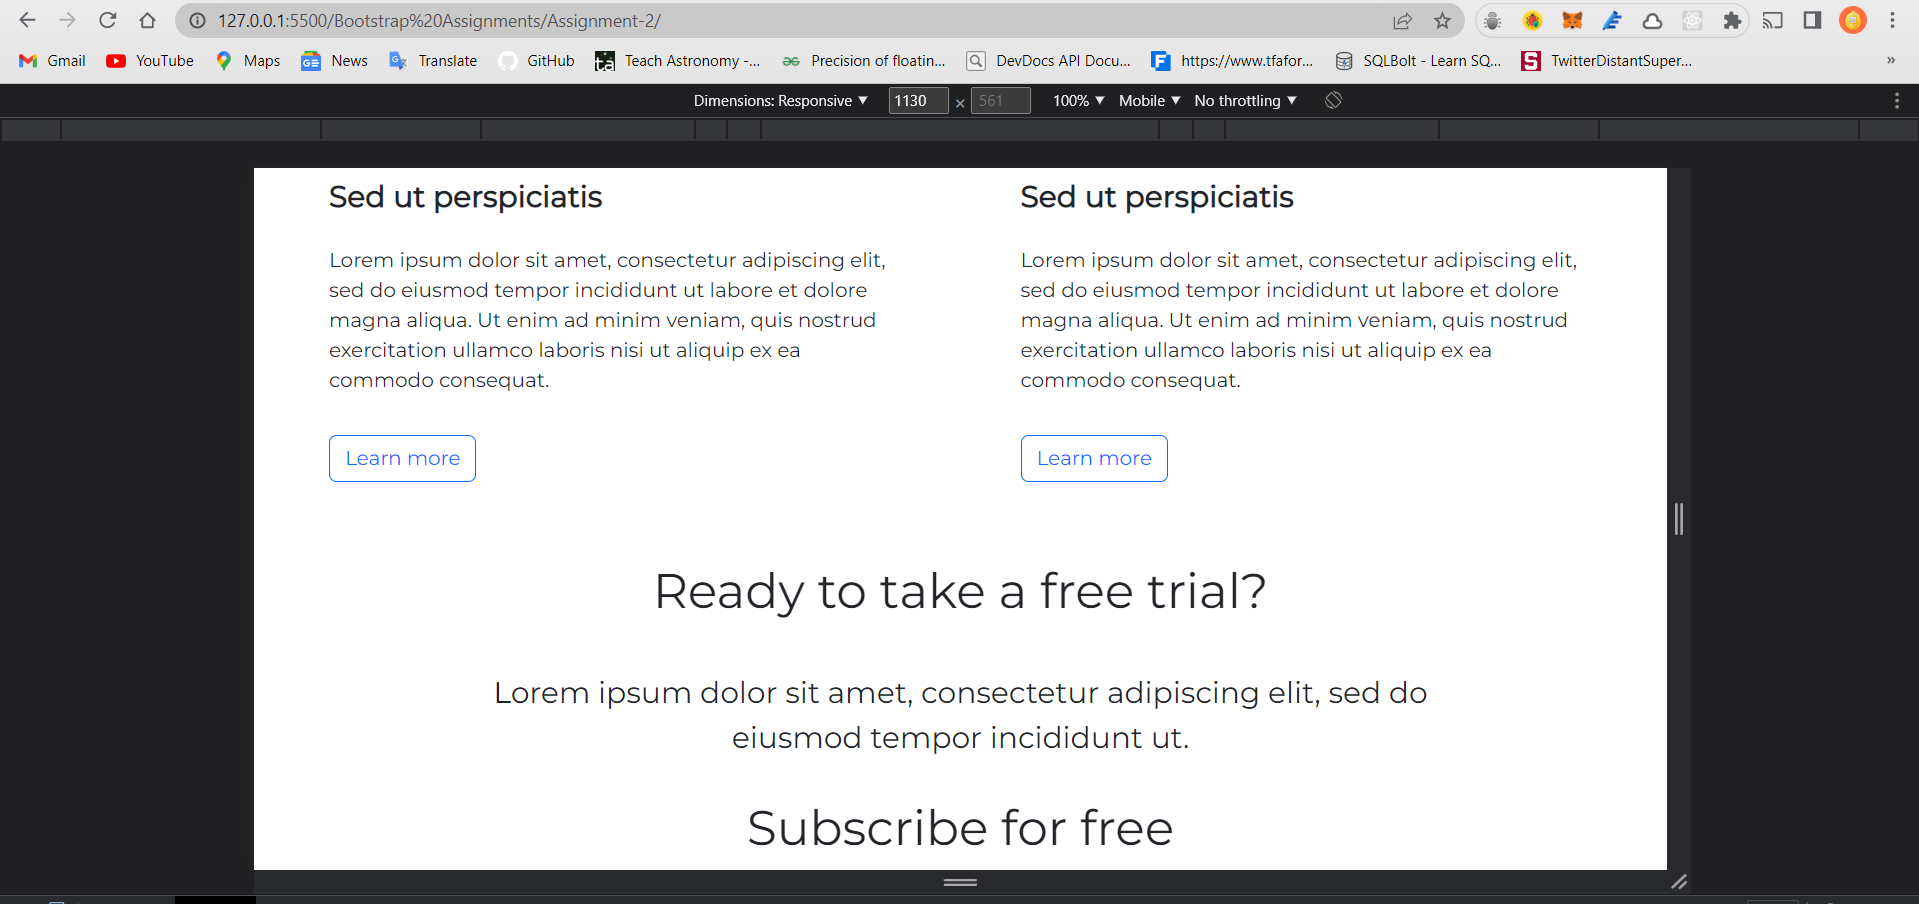 127.0.0.1:5500/Bootstrap%20Assignments/Assignment-2/
Gmail YouTube Maps News Translate GitHub Teach Astronomy -... Precision of floatin... DevDocs API Docu... https://www.tfafor... SQLBolt - Learn SQ... TwitterDistantSuper... »
Dimensions: Responsive ▼ 1130 × 561 100% ▼ Mobile ▼ No throttling ▼
Sed ut perspiciatis
Lorem ipsum dolor sit amet, consectetur adipiscing elit,
sed do eiusmod tempor incididunt ut labore et dolore
magna aliqua. Ut enim ad minim veniam, quis nostrud
exercitation ullamco laboris nisi ut aliquip ex ea
commodo consequat.
Learn more
Sed ut perspiciatis
Lorem ipsum dolor sit amet, consectetur adipiscing elit,
sed do eiusmod tempor incididunt ut labore et dolore
magna aliqua. Ut enim ad minim veniam, quis nostrud
exercitation ullamco laboris nisi ut aliquip ex ea
commodo consequat.
Learn more
Ready to take a free trial?
Lorem ipsum dolor sit amet, consectetur adipiscing elit, sed do
eiusmod tempor incididunt ut.
Subscribe for free